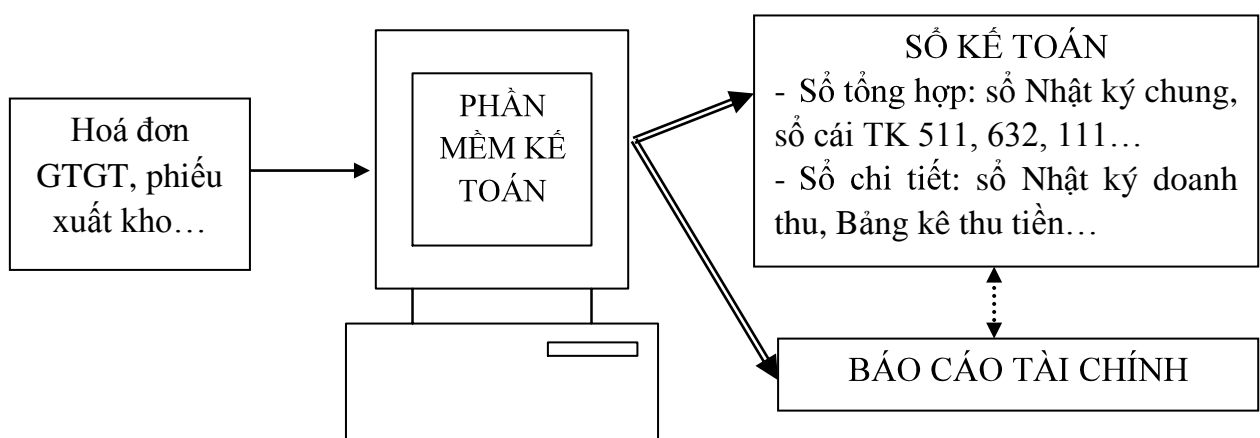 Hoá đơn
GTGT, phiếu
xuất kho…
PHẦN
MỀM KẾ
TOÁN
SỔ KẾ TOÁN
- Sổ tổng hợp: sổ Nhật ký chung,
sổ cái TK 511, 632, 111…
- Sổ chi tiết: sổ Nhật ký doanh
thu, Bảng kê thu tiền…
BÁO CÁO TÀI CHÍNH